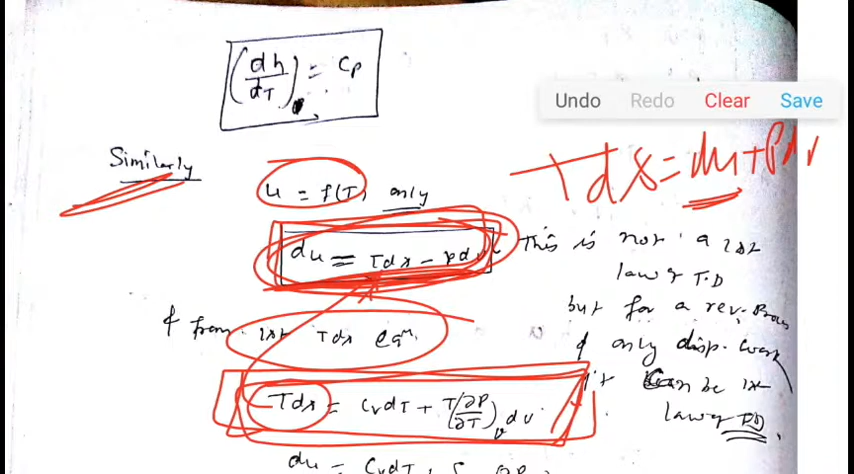 (dh/dT)p = Cp
Undo Redo Clear Save
Tds = du + Pdv
Similarly
u = f(T) only
du = Tds - pdv
This is not a 1st
law of T.D
but for a rev. Process
& only disp. work
it can be 1st
law of TD.
& from 1st Tds eqn.
Tds = CvdT + T(∂P/∂T)v dv